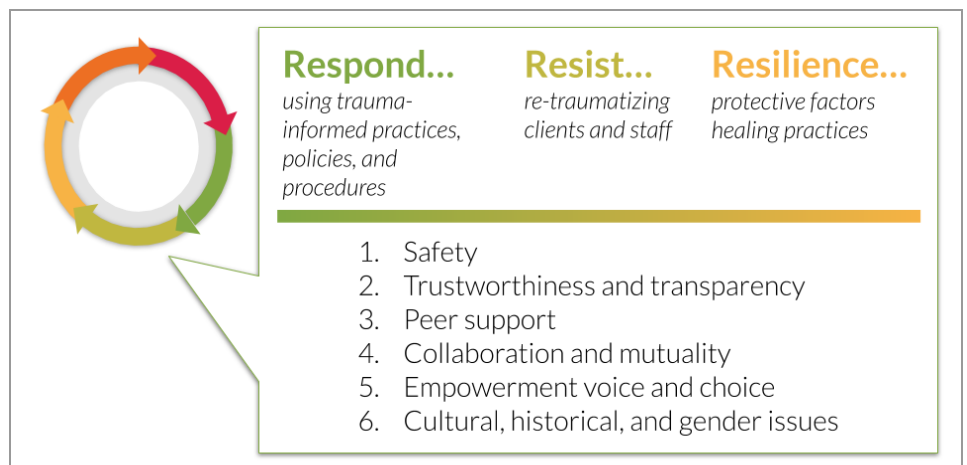 Respond...
using trauma-
informed practices,
policies, and
procedures
Resist...
re-traumatizing
clients and staff
Resilience...
protective factors
healing practices
1. Safety
2. Trustworthiness and transparency
3. Peer support
4. Collaboration and mutuality
5. Empowerment voice and choice
6. Cultural, historical, and gender issues